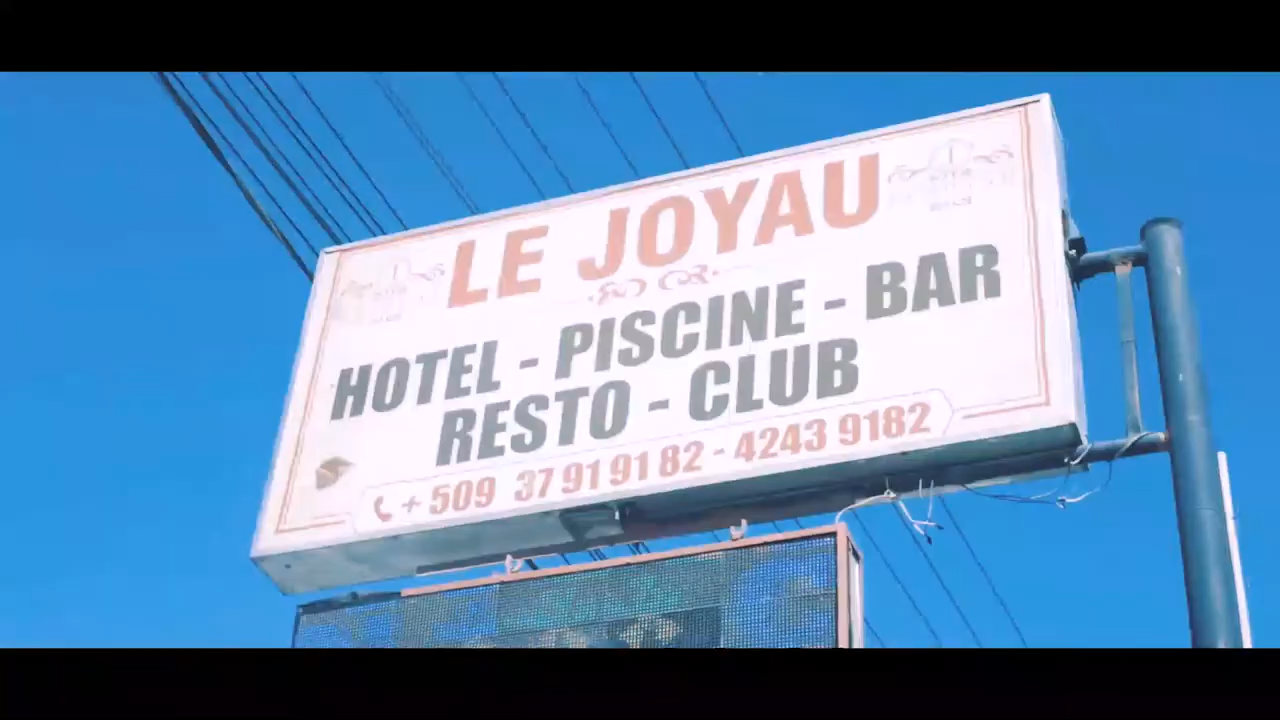 LE JOYAU
HOTEL - PISCINE - BAR
RESTO - CLUB
+ 509 37 91 91 82 - 4243 9182